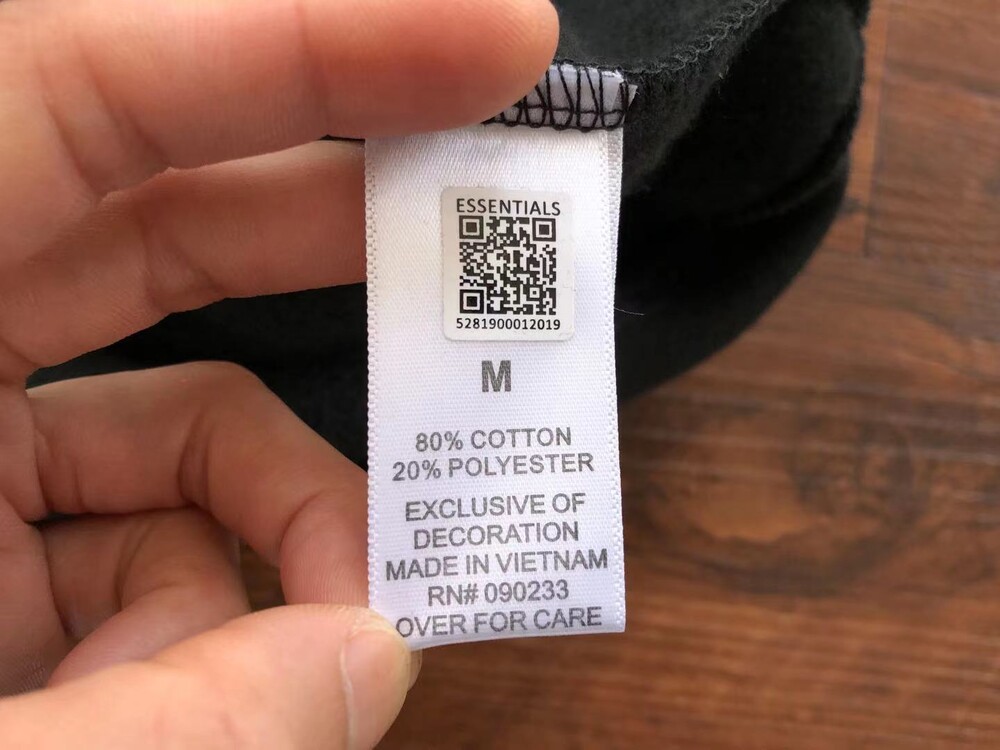 ESSENTIALS
5281900012019
M
80% COTTON
20% POLYESTER
EXCLUSIVE OF
DECORATION
MADE IN VIETNAM
RN# 090233
OVER FOR CARE